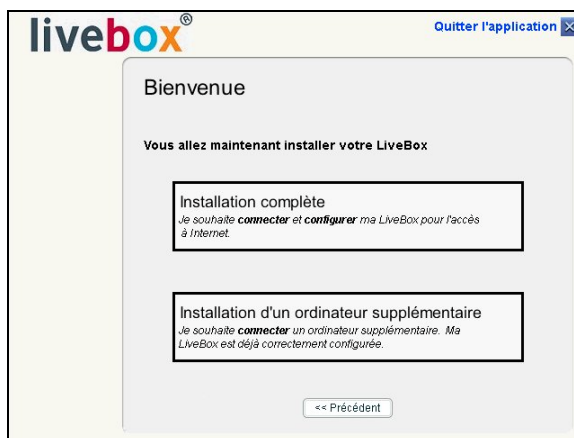 livebox®
Quitter l'application
Bienvenue
Vous allez maintenant installer votre LiveBox
Installation complète
Je souhaite connecter et configurer ma LiveBox pour l'accès
à Internet.
Installation d'un ordinateur supplémentaire
Je souhaite connecter un ordinateur supplémentaire. Ma
LiveBox est déjà correctement configurée.
<< Précédent